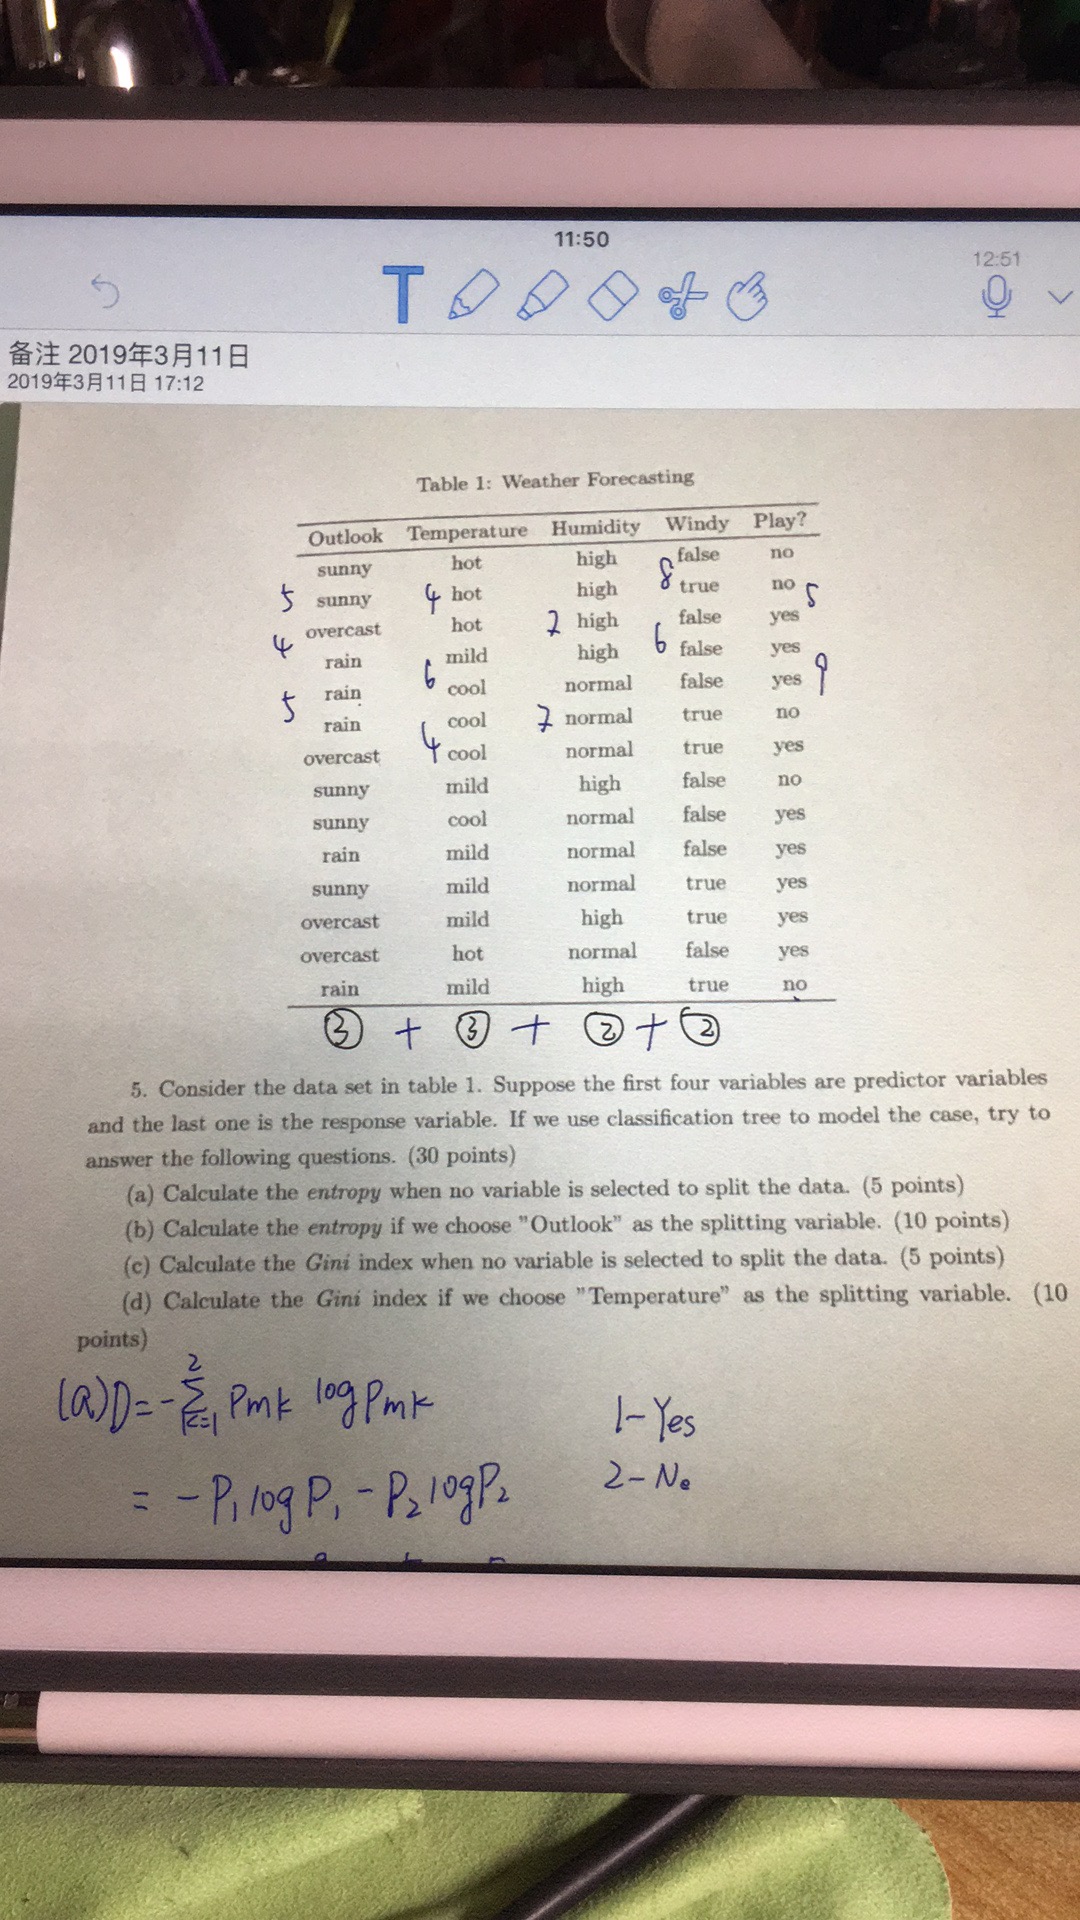 11:50
12:51
T
备注 2019年3月11日
2019年3月11日 17:12
Table 1: Weather Forecasting
Outlook Temperature Humidity Windy Play?
sunny hot high false no
8
5 sunny 4 hot high true no 5
overcast hot 7 high false yes
4 rain mild high 6 false yes
rain 6 cool normal false yes 9
5 rain cool 7 normal true no
overcast 4 cool normal true yes
sunny mild high false no
sunny cool normal false yes
rain mild normal false yes
sunny mild normal true yes
overcast mild high true yes
overcast hot normal false yes
rain mild high true no
③ + ③ + ② + ②
5. Consider the data set in table 1. Suppose the first four variables are predictor variables
and the last one is the response variable. If we use classification tree to model the case, try to
answer the following questions. (30 points)
(a) Calculate the entropy when no variable is selected to split the data. (5 points)
(b) Calculate the entropy if we choose "Outlook" as the splitting variable. (10 points)
(c) Calculate the Gini index when no variable is selected to split the data. (5 points)
(d) Calculate the Gini index if we choose "Temperature" as the splitting variable. (10
points)
(a) D = - Σ_{k=1}^{2} Pmk log Pmk 1-Yes
= - P₁ log P₁ - P₂ log P₂ 2-No